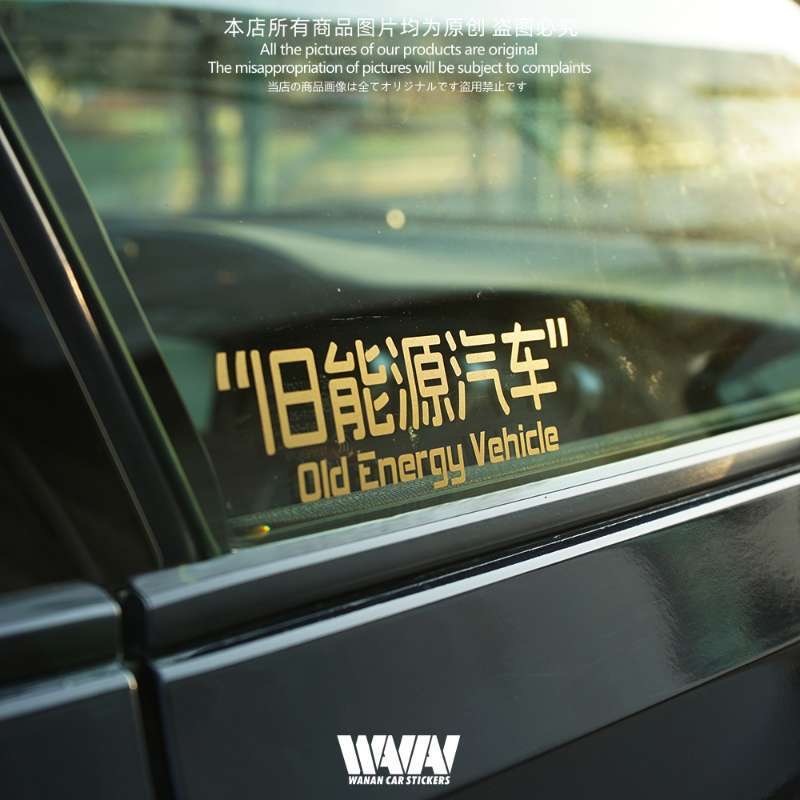 本店所有商品图片均为原创 盗图必究
All the pictures of our products are original
The misappropriation of pictures will be subject to complaints
当店の商品画像は全てオリジナルです盗用禁止です
“旧能源汽车”
Old Energy Vehicle
WANAN
WANAN CAR STICKERS